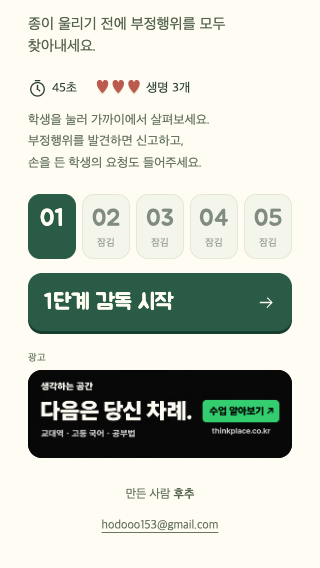 종이 울리기 전에 부정행위를 모두
찾아내세요.
45초 생명 3개
학생을 눌러 가까이에서 살펴보세요.
부정행위를 발견하면 신고하고,
손을 든 학생의 요청도 들어주세요.
01 02 03 04 05
잠김 잠김 잠김 잠김
1단계 감독 시작 →
광고
생각하는 공간
다음은 당신 차례.
수업 알아보기 ↗
교대역 · 고등 국어 · 공부법
thinkplace.co.kr
만든 사람 후추
hodooo153@gmail.com